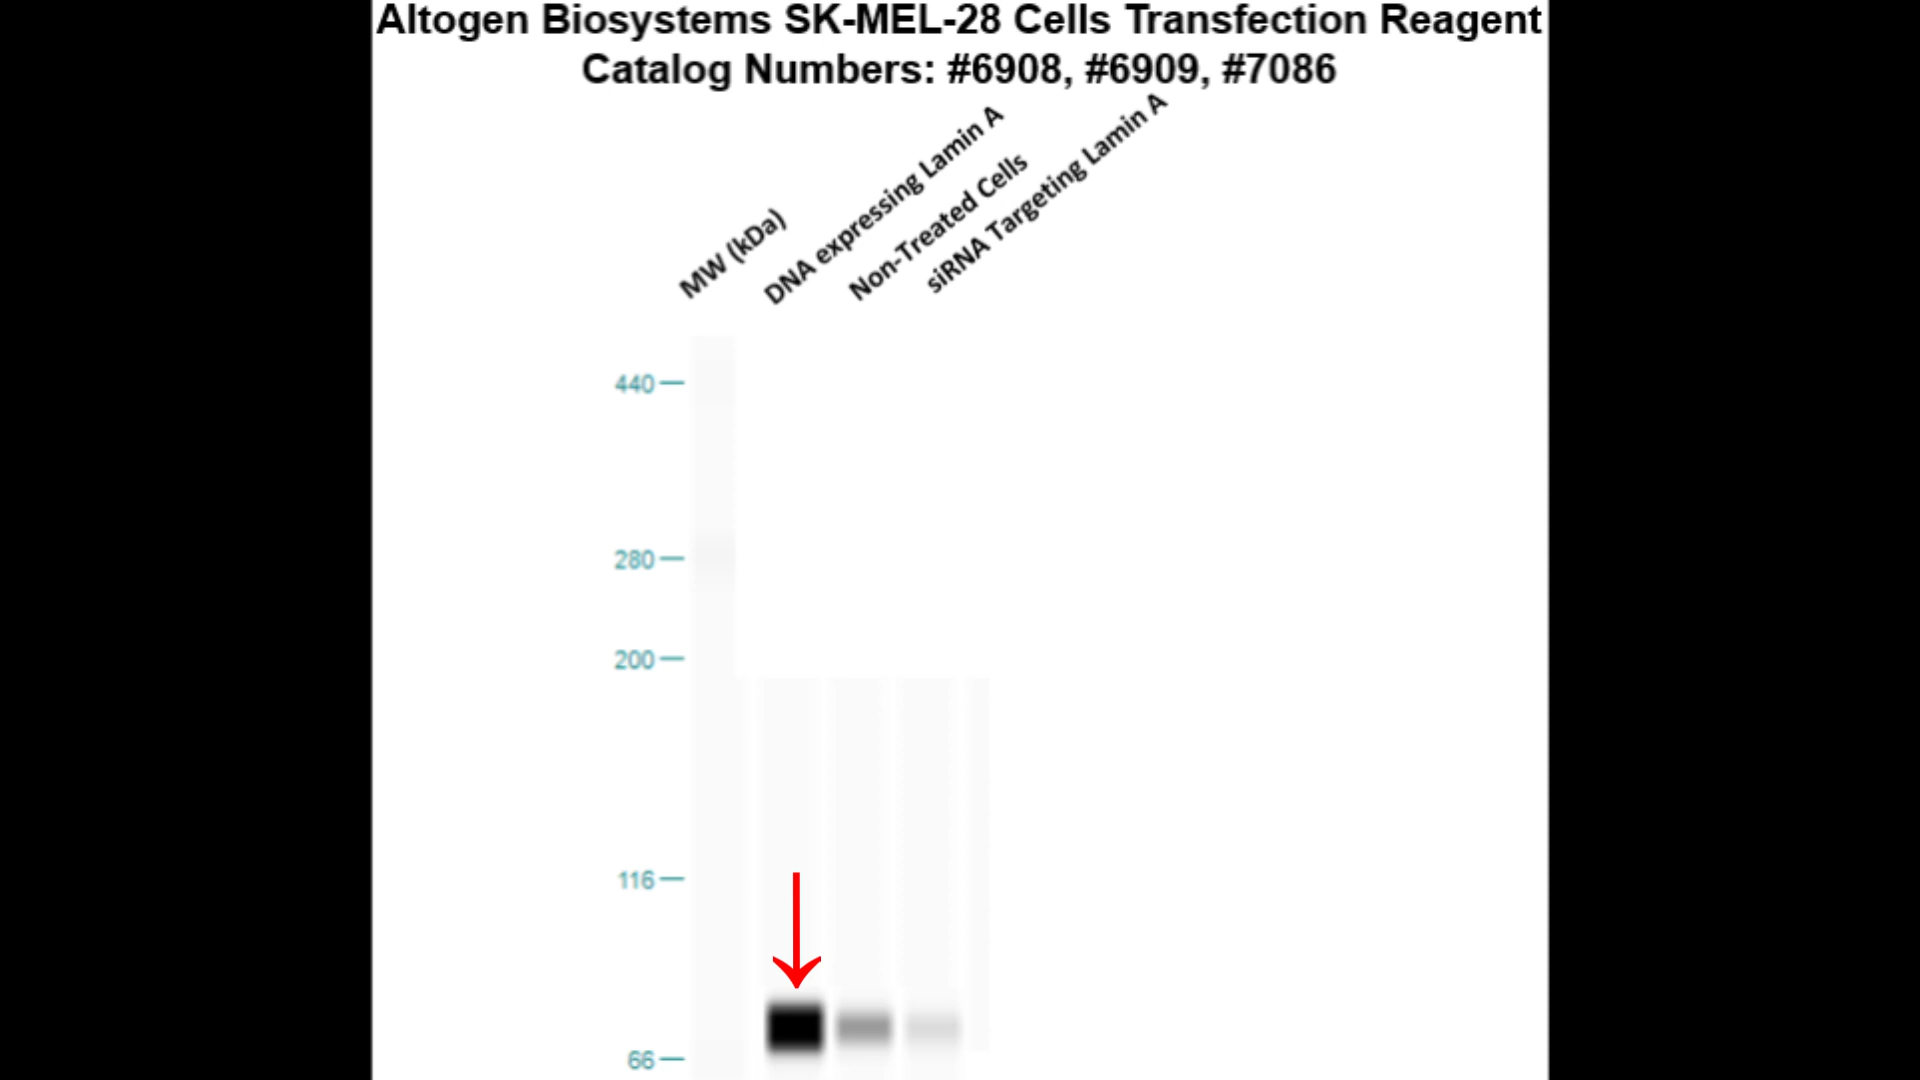 Altogen Biosystems SK-MEL-28 Cells Transfection Reagent
Catalog Numbers: #6908, #6909, #7086
MW (kDa)
DNA expressing Lamin A
Non-Treated Cells
siRNA Targeting Lamin A
440
280
200
116
66